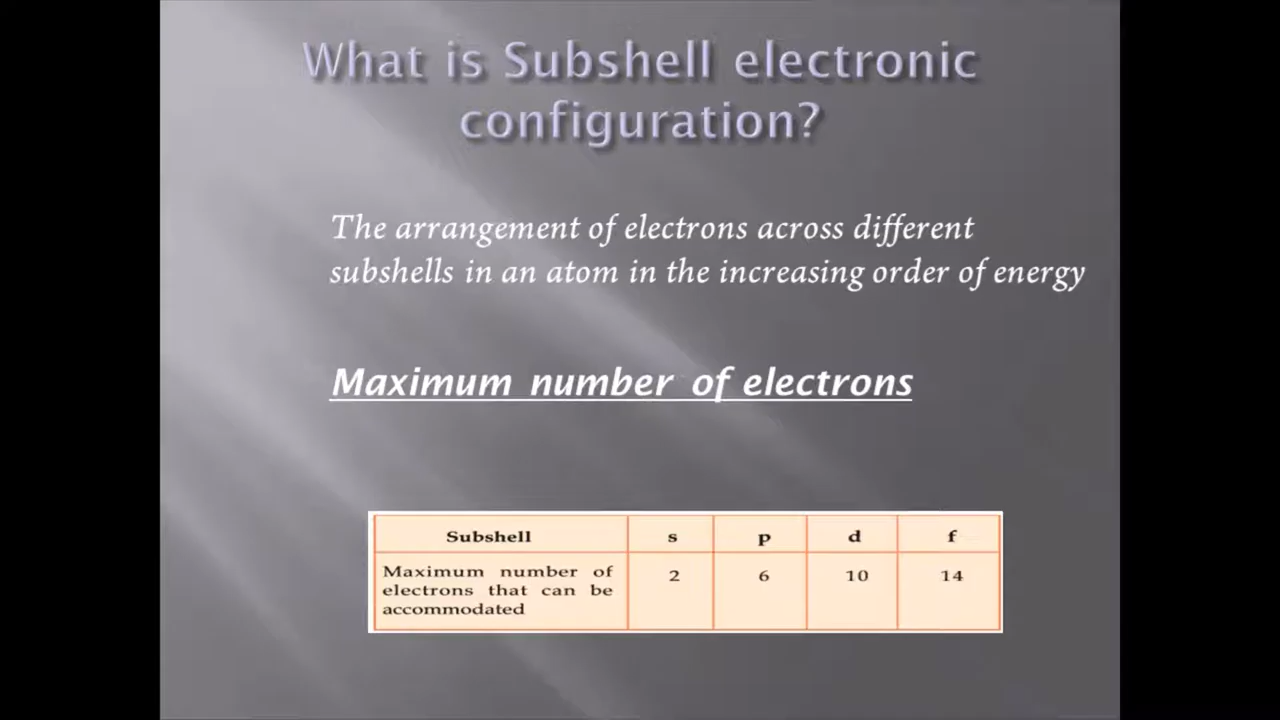 What is Subshell electronic
configuration?
The arrangement of electrons across different
subshells in an atom in the increasing order of energy
Maximum number of electrons
Subshell s p d f
Maximum number of 2 6 10 14
electrons that can be
accommodated